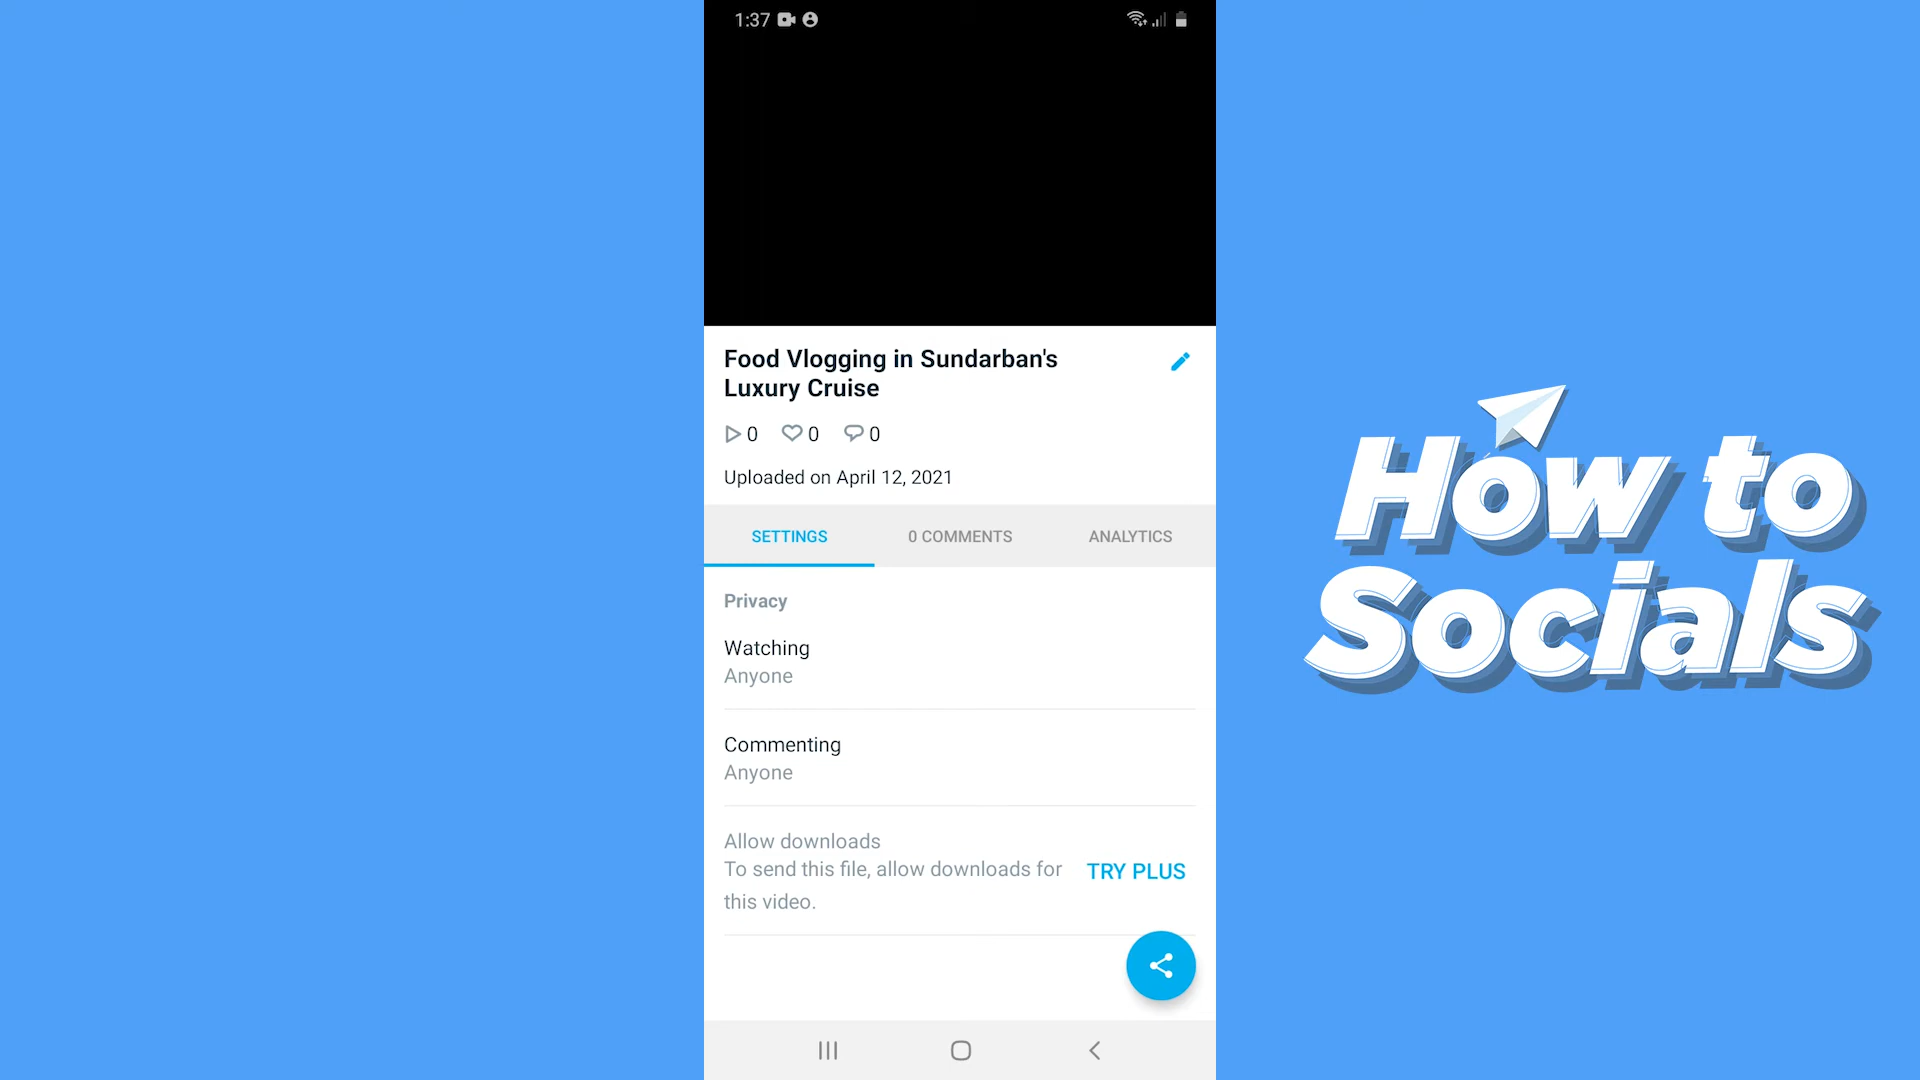 1:37
Food Vlogging in Sundarban's
Luxury Cruise
0 0 0
Uploaded on April 12, 2021
SETTINGS 0 COMMENTS ANALYTICS
Privacy
Watching
Anyone
Commenting
Anyone
Allow downloads
To send this file, allow downloads for
this video.
TRY PLUS
How to
Socials